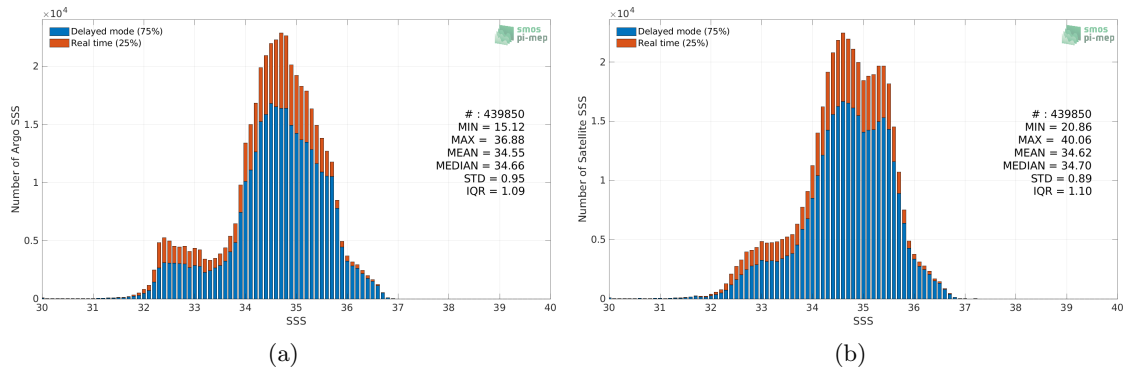 ×10⁴
Delayed mode (75%)
Real time (25%)
smos
pi-mep
# : 439850
MIN = 15.12
MAX = 36.88
MEAN = 34.55
MEDIAN = 34.66
STD = 0.95
IQR = 1.09
Number of Argo SSS
2
1.5
1
0.5
0
30 31 32 33 34 35 36 37 38 39 40
SSS
(a)
×10⁴
Delayed mode (75%)
Real time (25%)
smos
pi-mep
# : 439850
MIN = 20.86
MAX = 40.06
MEAN = 34.62
MEDIAN = 34.70
STD = 0.89
IQR = 1.10
Number of Satellite SSS
2
1.5
1
0.5
0
30 31 32 33 34 35 36 37 38 39 40
SSS
(b)